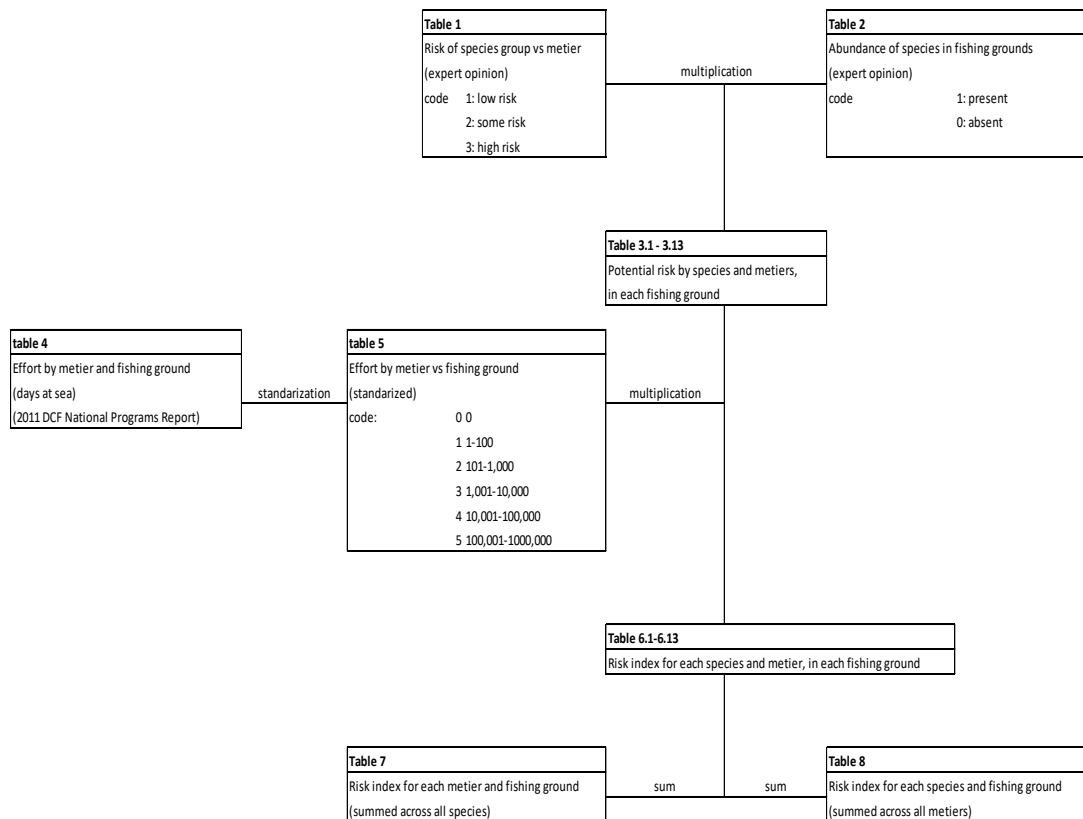 Table 1
Risk of species group vs metier
(expert opinion)
code 1: low risk
2: some risk
3: high risk
multiplication
Table 2
Abundance of species in fishing grounds
(expert opinion)
code 1: present
0: absent
Table 3.1 - 3.13
Potential risk by species and metiers,
in each fishing ground
table 4
Effort by metier and fishing ground
(days at sea)
(2011 DCF National Programs Report)
standarization
table 5
Effort by metier vs fishing ground
(standarized)
code: 0 0
1 1-100
2 101-1,000
3 1,001-10,000
4 10,001-100,000
5 100,001-1000,000
multiplication
Table 6.1-6.13
Risk index for each species and metier, in each fishing ground
Table 7
Risk index for each metier and fishing ground
(summed across all species)
sum
sum
Table 8
Risk index for each species and fishing ground
(summed across all metiers)